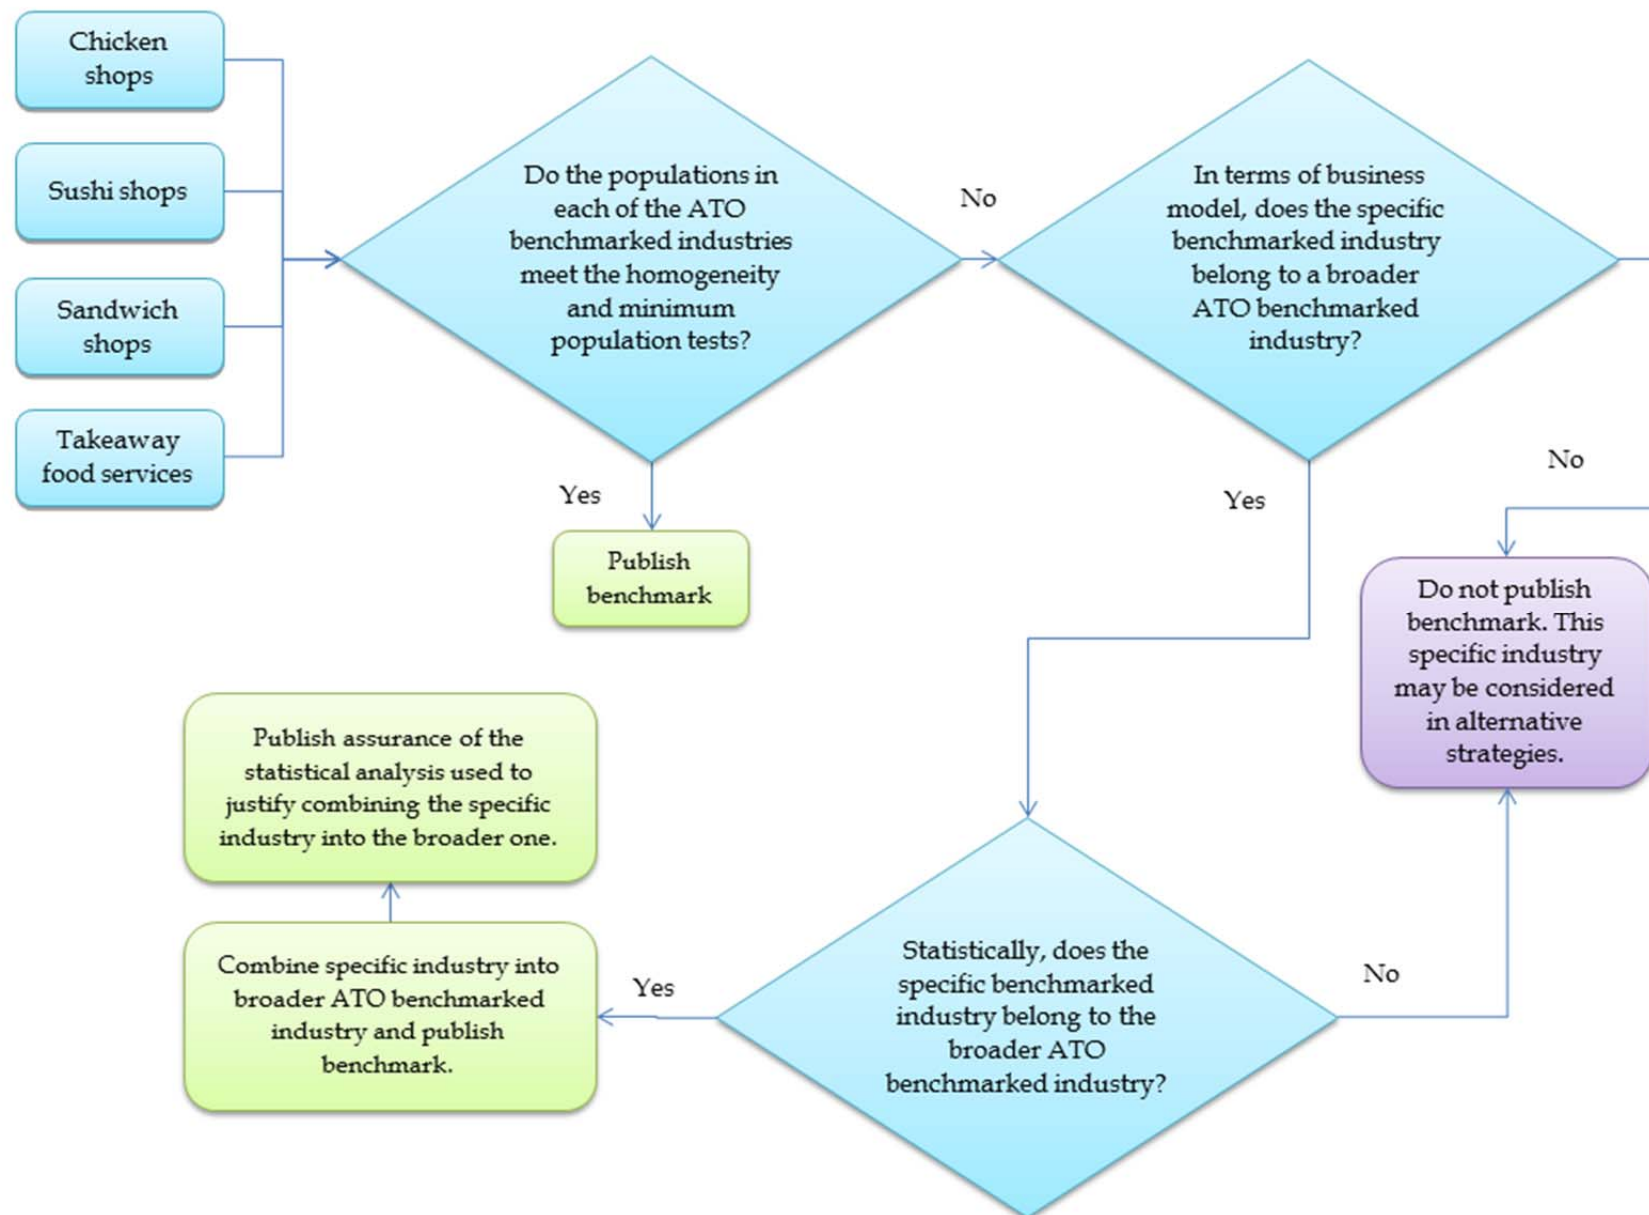 Chicken
shops
Sushi shops
Sandwich
shops
Takeaway
food services
Do the populations in
each of the ATO
benchmarked industries
meet the homogeneity
and minimum
population tests?
No
Yes
Publish
benchmark
In terms of business
model, does the specific
benchmarked industry
belong to a broader
ATO benchmarked
industry?
Yes
No
Do not publish
benchmark. This
specific industry
may be considered
in alternative
strategies.
Statistically, does the
specific benchmarked
industry belong to the
broader ATO
benchmarked industry?
No
Yes
Combine specific industry into
broader ATO benchmarked
industry and publish
benchmark.
Publish assurance of the
statistical analysis used to
justify combining the specific
industry into the broader one.